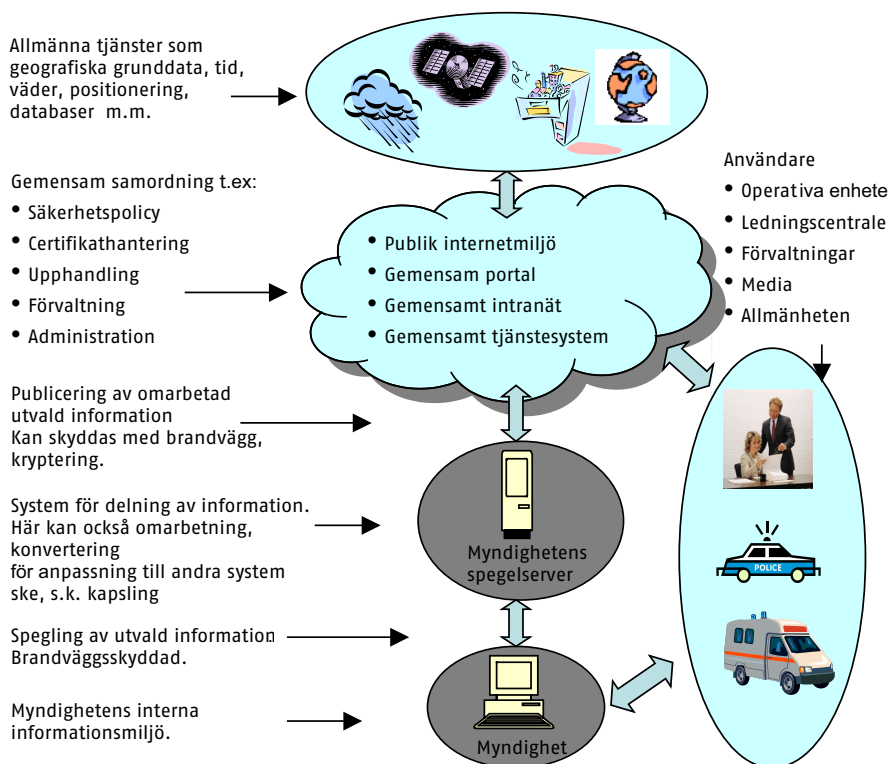 Allmänna tjänster som
geografiska grunddata, tid,
väder, positionering,
databaser m.m.
Gemensam samordning t.ex:
• Säkerhetspolicy
• Certifikathantering
• Upphandling
• Förvaltning
• Administration
• Publik internetmiljö
• Gemensam portal
• Gemensamt intranät
• Gemensamt tjänstesystem
Användare
• Operativa enhete
• Ledningscentrale
• Förvaltningar
• Media
• Allmänheten
Publicering av omarbetad
utvald information
Kan skyddas med brandvägg,
kryptering.
System för delning av information.
Här kan också omarbetning,
konvertering
för anpassning till andra system
ske, s.k. kapsling
Myndighetens
spegelserver
POLICE
Spegling av utvald information
Brandväggsskyddad.
Myndighetens interna
informationsmiljö.
Myndighet